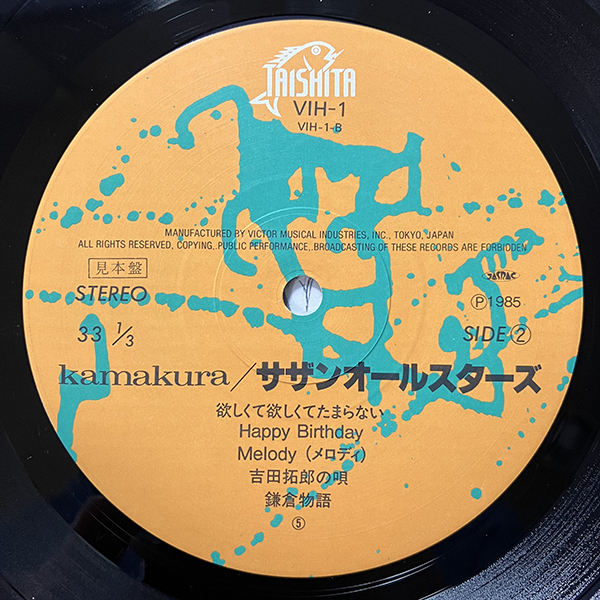 TAISHITA
VIH-1
VIH-1-B
MANUFACTURED BY VICTOR MUSICAL INDUSTRIES, INC., TOKYO, JAPAN
ALL RIGHTS RESERVED, COPYING,. PUBLIC PERFORMANCE,. BROADCASTING OF THESE RECORDS ARE FORBIDDEN
見本盤
JASRAC
STEREO
Ⓟ1985
33 1/3
SIDE ②
kamakura/サザンオールスターズ
欲しくて欲しくてたまらない
Happy Birthday
Melody (メロディ)
吉田拓郎の唄
鎌倉物語
⑤